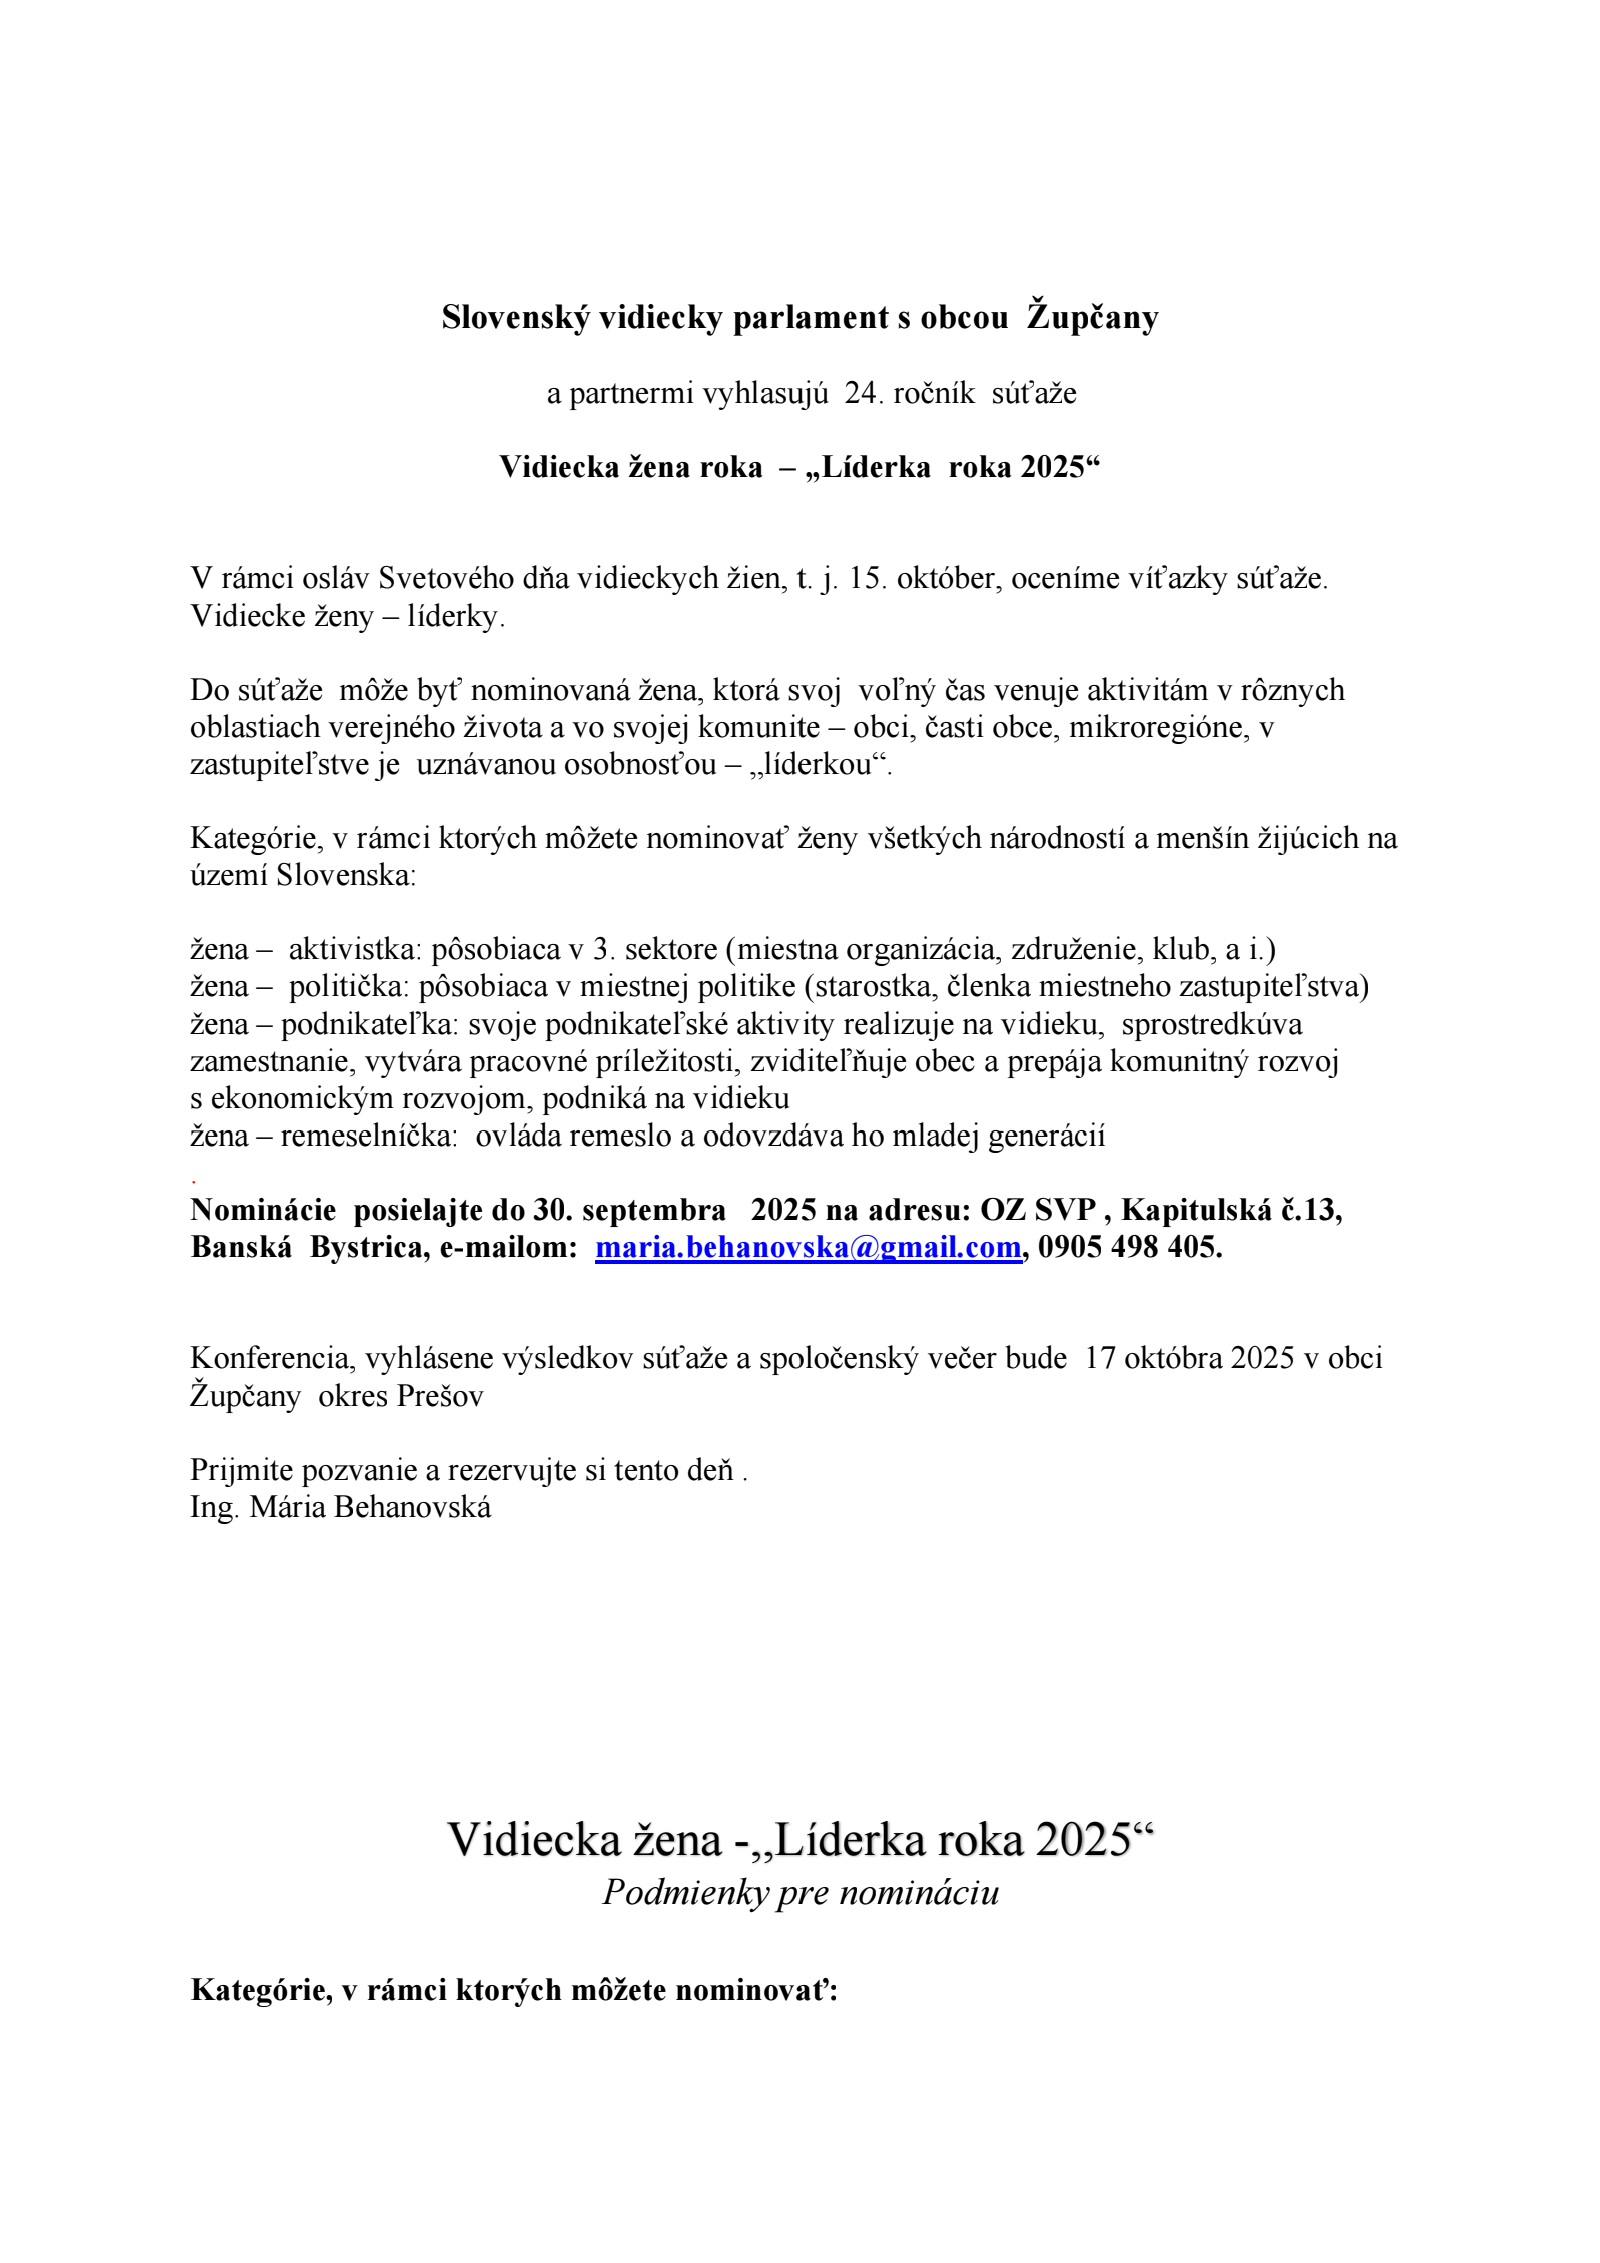 Slovenský vidiecky parlament s obcou  Župčany
a partnermi vyhlasujú  24. ročník  súťaže
Vidiecka žena roka  – „Líderka  roka 2025“
V rámci osláv Svetového dňa vidieckych žien, t. j. 15. október, oceníme víťazky súťaže.
Vidiecke ženy – líderky.
Do súťaže  môže byť nominovaná žena, ktorá svoj  voľný čas venuje aktivitám v rôznych
oblastiach verejného života a vo svojej komunite – obci, časti obce, mikroregióne, v
zastupiteľstve je  uznávanou osobnosťou – „líderkou“.
Kategórie, v rámci ktorých môžete nominovať ženy všetkých národností a menšín žijúcich na
území Slovenska:
žena –  aktivistka: pôsobiaca v 3. sektore (miestna organizácia, združenie, klub, a i.)
žena –  politička: pôsobiaca v miestnej politike (starostka, členka miestneho zastupiteľstva)
žena – podnikateľka: svoje podnikateľské aktivity realizuje na vidieku,  sprostredkúva
zamestnanie, vytvára pracovné príležitosti, zviditeľňuje obec a prepája komunitný rozvoj
s ekonomickým rozvojom, podniká na vidieku
žena – remeselníčka:  ovláda remeslo a odovzdáva ho mladej generácií
.
Nominácie  posielajte do 30. septembra   2025 na adresu: OZ SVP , Kapitulská č.13,
Banská  Bystrica, e-mailom:  maria.behanovska@gmail.com, 0905 498 405.
Konferencia, vyhlásene výsledkov súťaže a spoločenský večer bude  17 októbra 2025 v obci
Župčany  okres Prešov
Prijmite pozvanie a rezervujte si tento deň .
Ing. Mária Behanovská
Vidiecka žena -,,Líderka roka 2025“
Podmienky pre nomináciu
Kategórie, v rámci ktorých môžete nominovať: